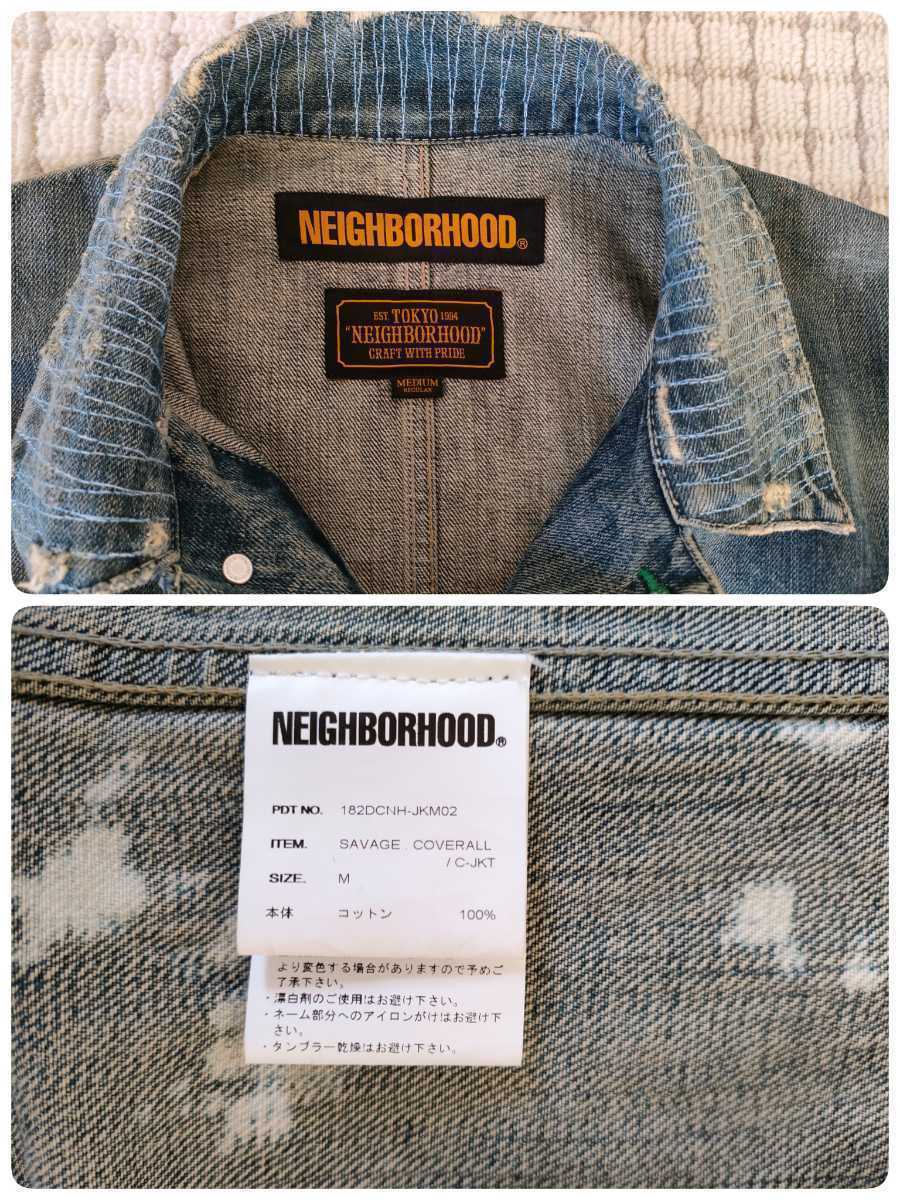 NEIGHBORHOOD®
EST. TOKYO 1994
"NEIGHBORHOOD"
CRAFT WITH PRIDE
MEDIUM
REGULAR
NEIGHBORHOOD®
PDT NO. 182DCNH-JKM02
ITEM. SAVAGE . COVERALL
/ C-JKT
SIZE. M
本体 コットン 100%
より変色する場合がありますので予めご
了承下さい。
・漂白剤のご使用はお避け下さい。
・ネーム部分へのアイロンがけはお避け下
さい。
・タンブラー乾燥はお避け下さい。